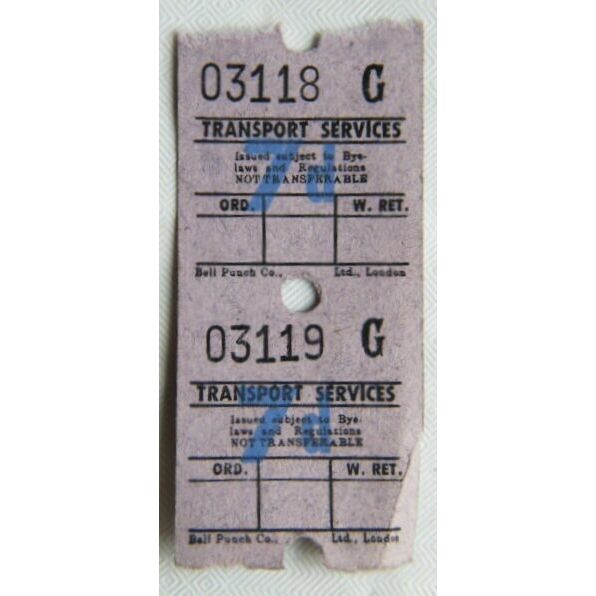 03118 G
TRANSPORT SERVICES
7d
Issued subject to Bye-
laws and Regulations
NOT TRANSFERABLE
ORD. W. RET.
Bell Punch Co., Ltd., London
03119 G
TRANSPORT SERVICES
7d
Issued subject to Bye-
laws and Regulations
NOT TRANSFERABLE
ORD. W. RET.
Bell Punch Co., Ltd., London